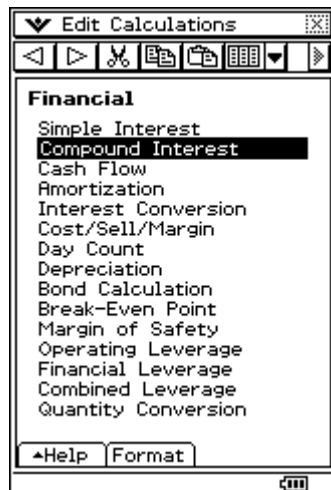 Edit Calculations
Financial
Simple Interest
Compound Interest
Cash Flow
Amortization
Interest Conversion
Cost/Sell/Margin
Day Count
Depreciation
Bond Calculation
Break-Even Point
Margin of Safety
Operating Leverage
Financial Leverage
Combined Leverage
Quantity Conversion
Help Format